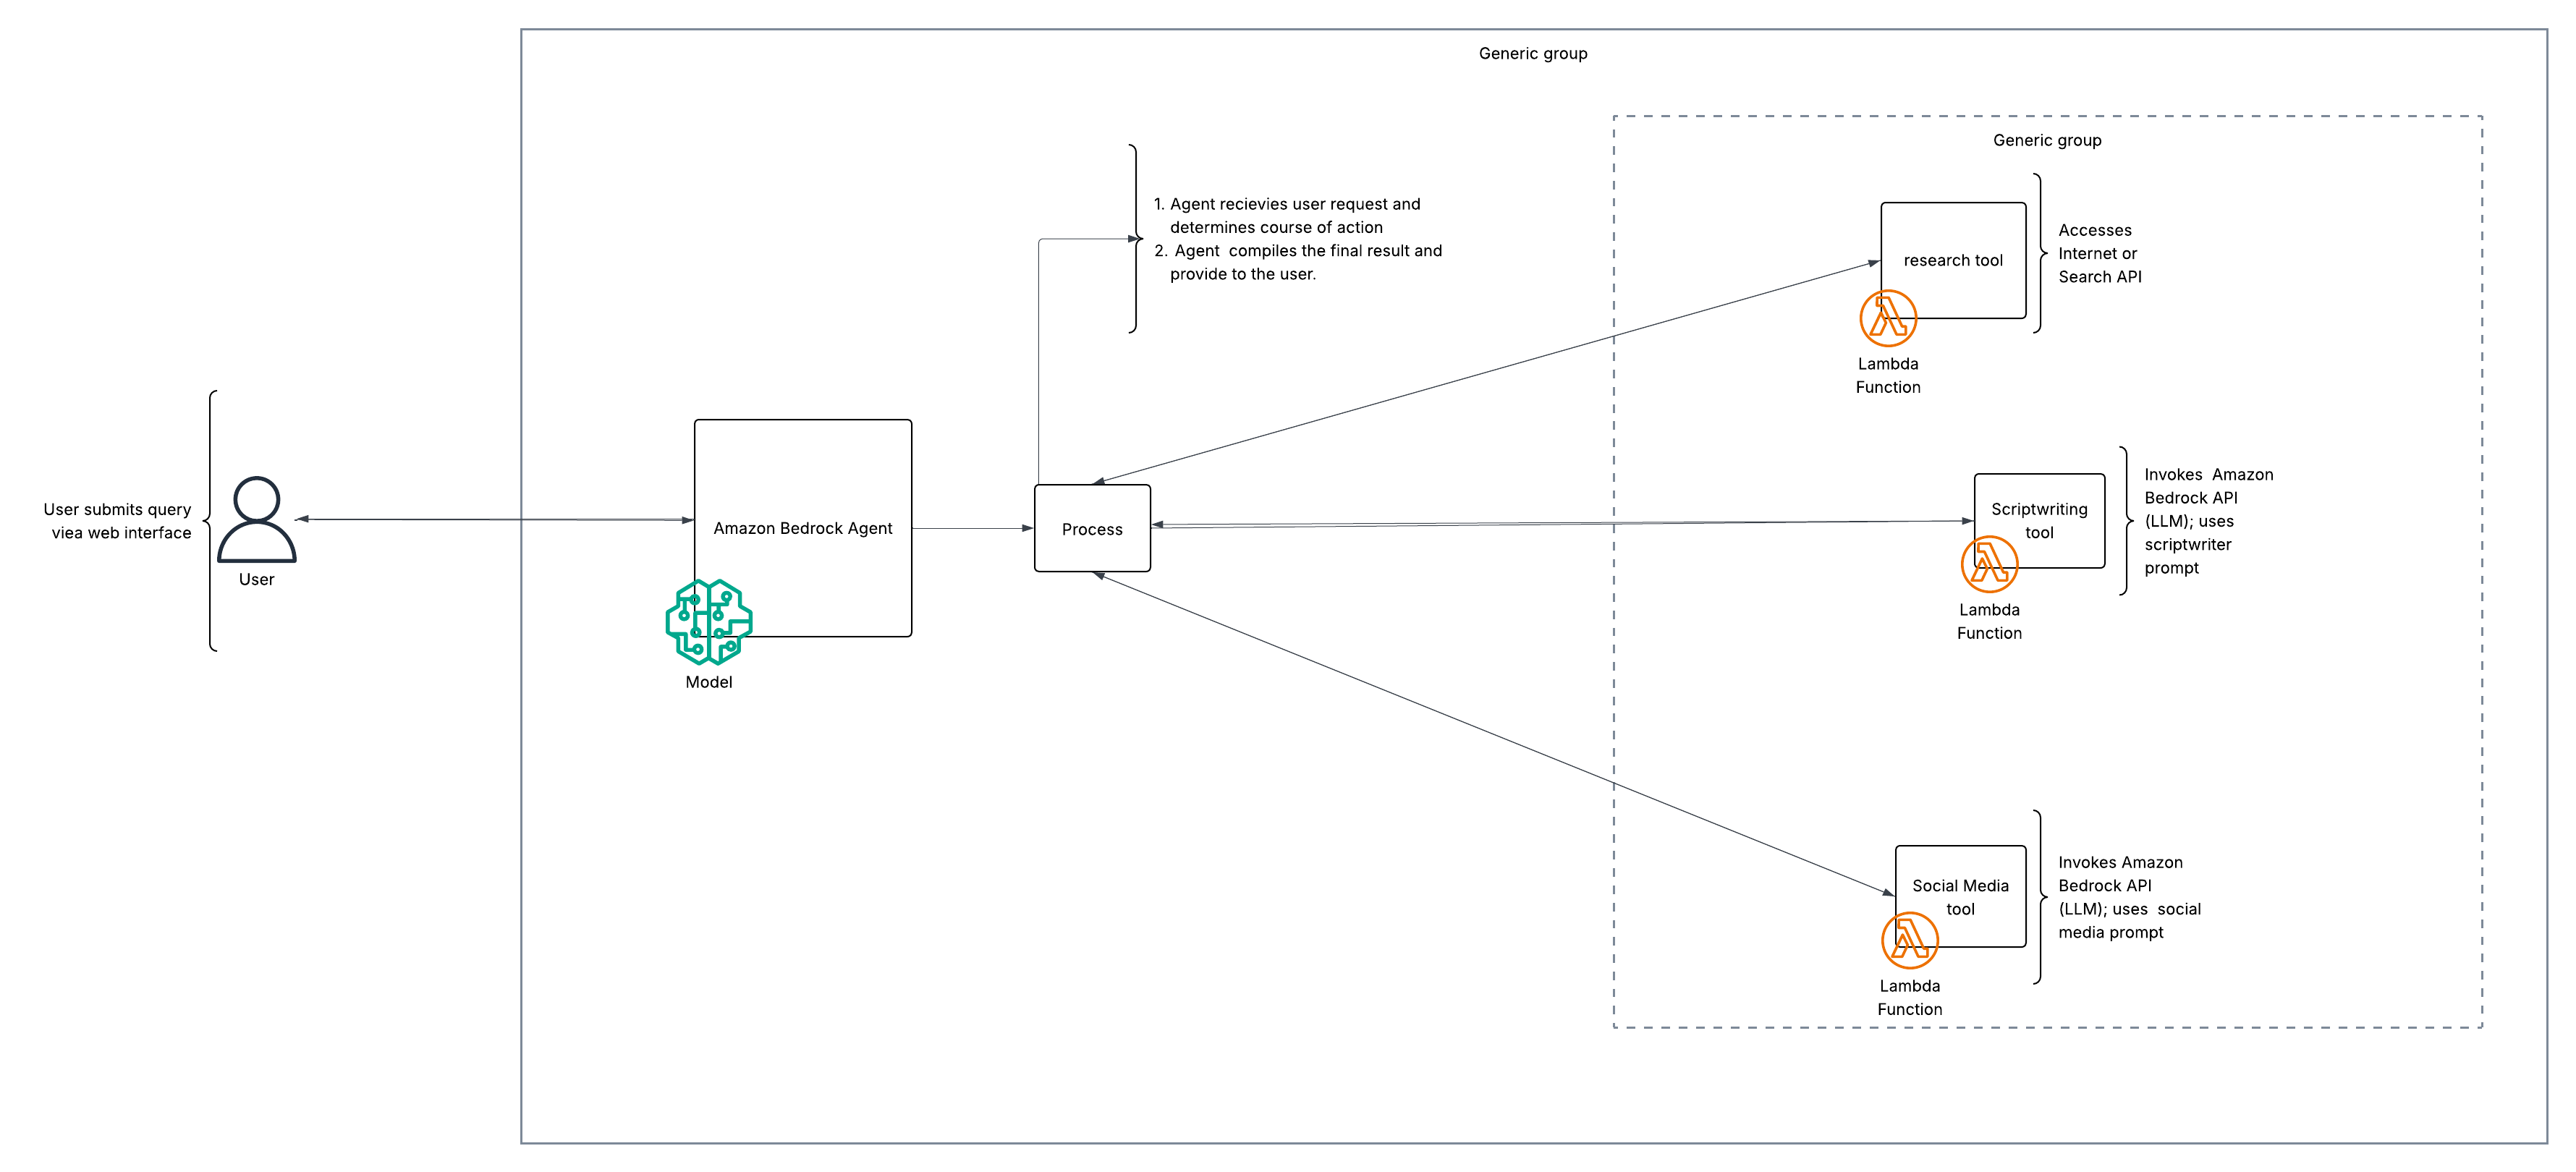 Generic group
Generic group
1. Agent recievies user request and
determines course of action
2. Agent compiles the final result and
provide to the user.
research tool
Accesses
Internet or
Search API
Lambda
Function
User submits query
viea web interface
User
Amazon Bedrock Agent
Model
Process
Scriptwriting
tool
Invokes Amazon
Bedrock API
(LLM); uses
scriptwriter
prompt
Lambda
Function
Social Media
tool
Invokes Amazon
Bedrock API
(LLM); uses social
media prompt
Lambda
Function